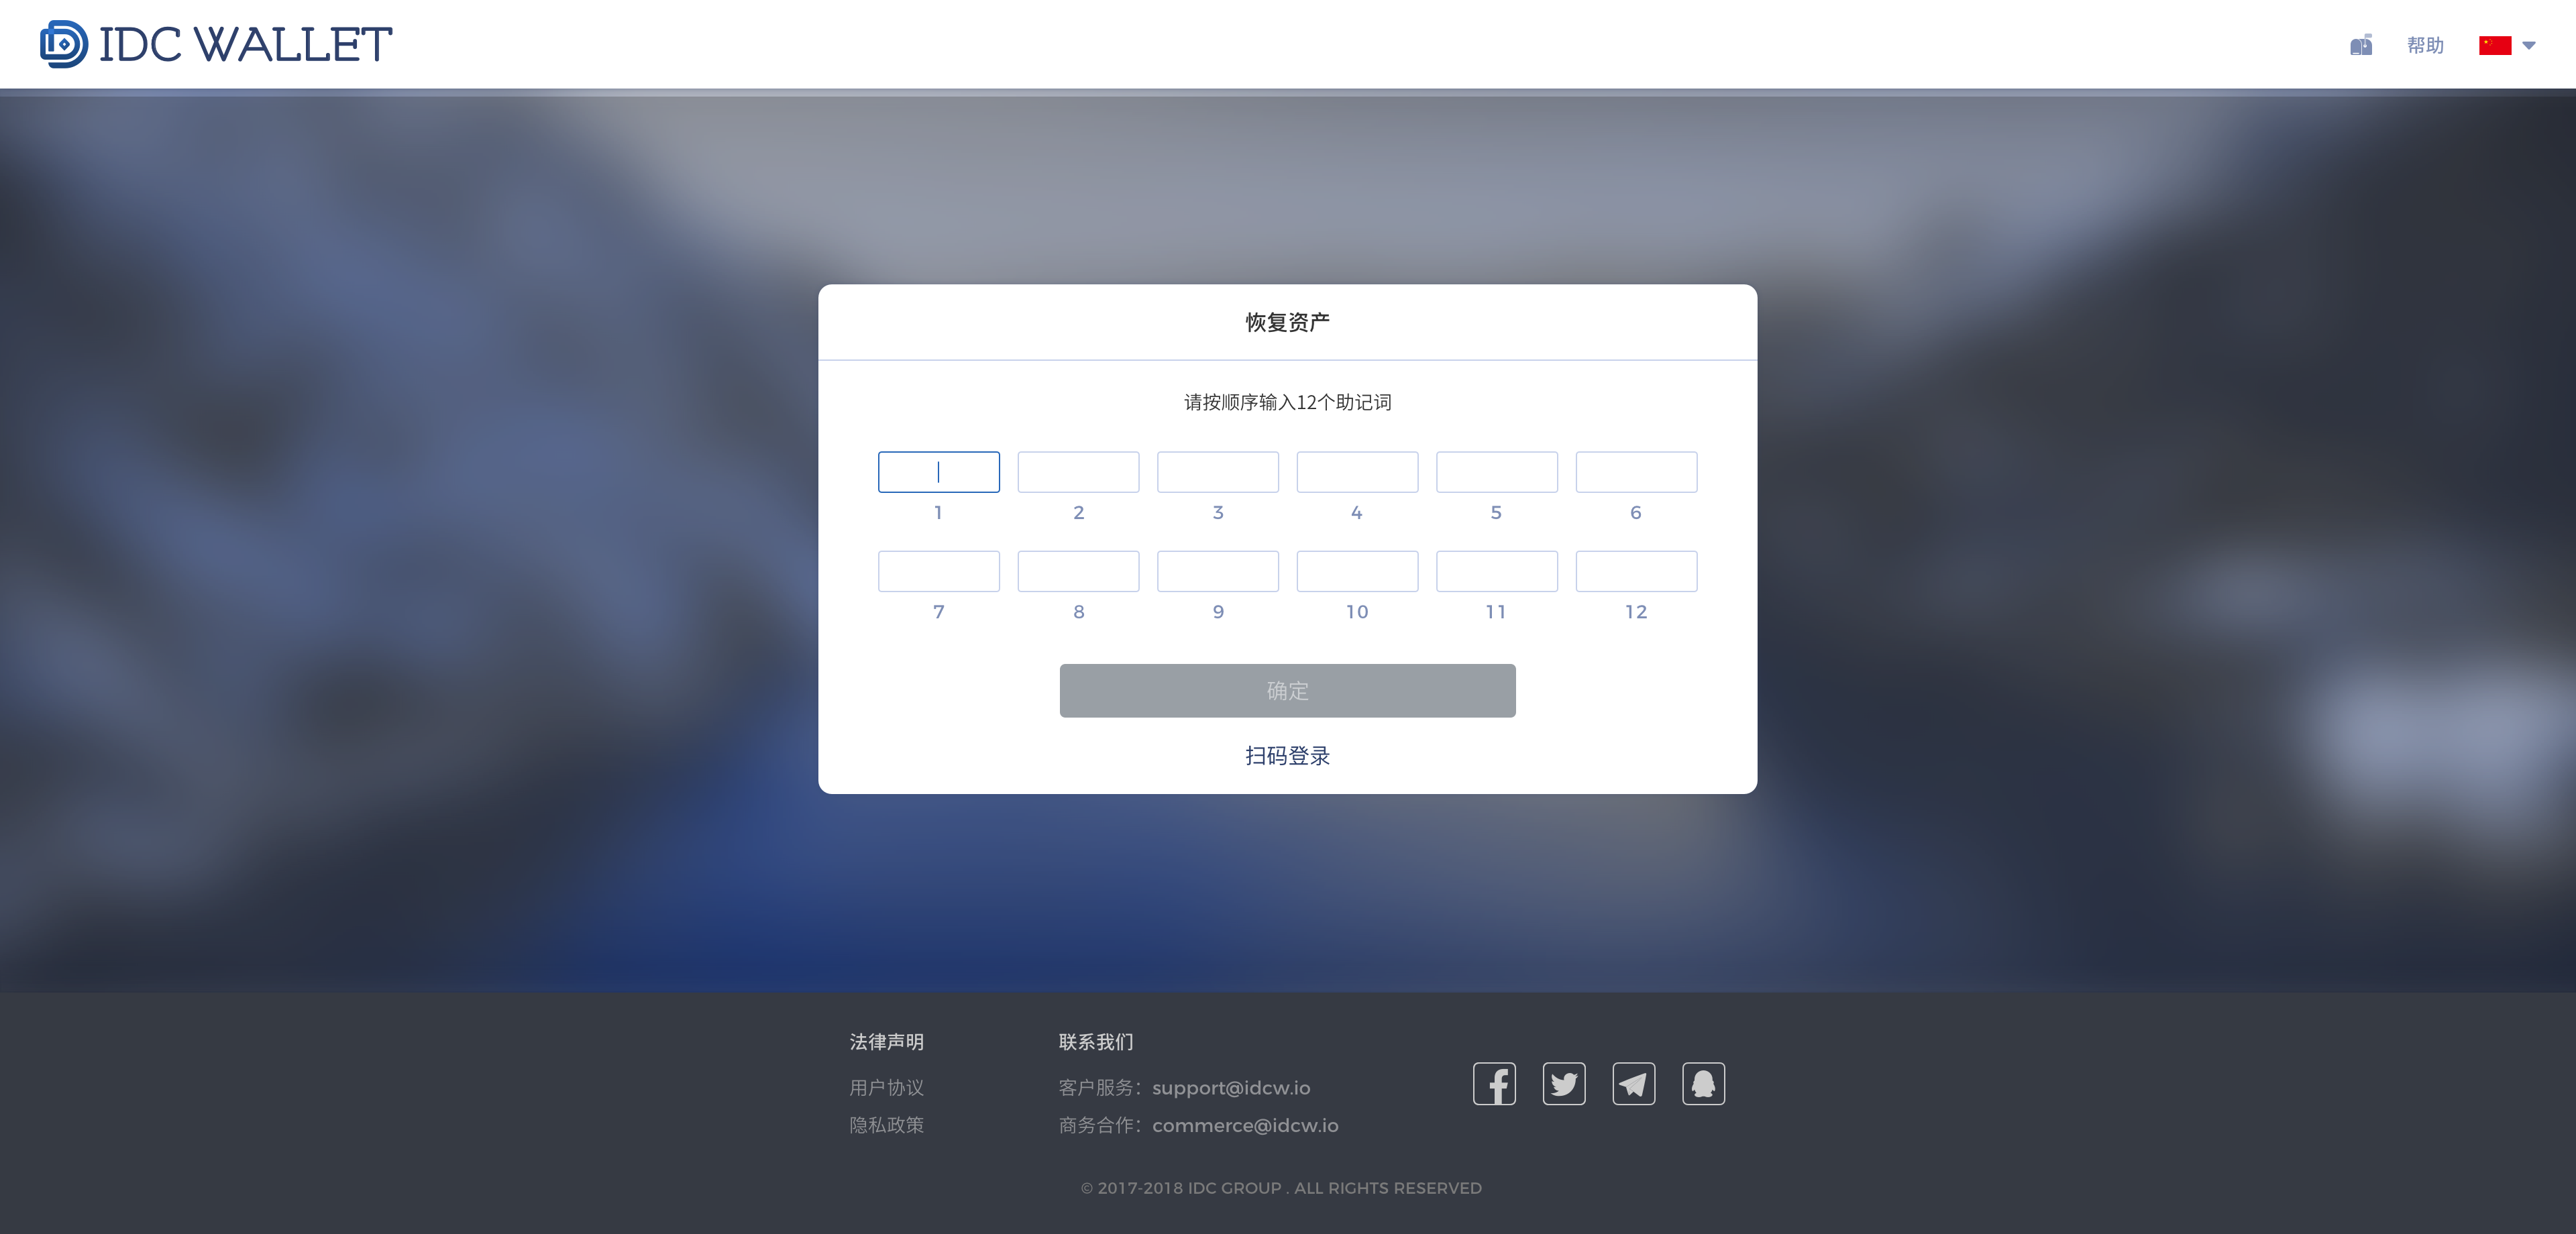 IDC WALLET
帮助
恢复资产
请按顺序输入12个助记词
1 2 3 4 5 6
7 8 9 10 11 12
确定
扫码登录
法律声明
用户协议
隐私政策
联系我们
客户服务：support@idcw.io
商务合作：commerce@idcw.io
© 2017-2018 IDC GROUP . ALL RIGHTS RESERVED